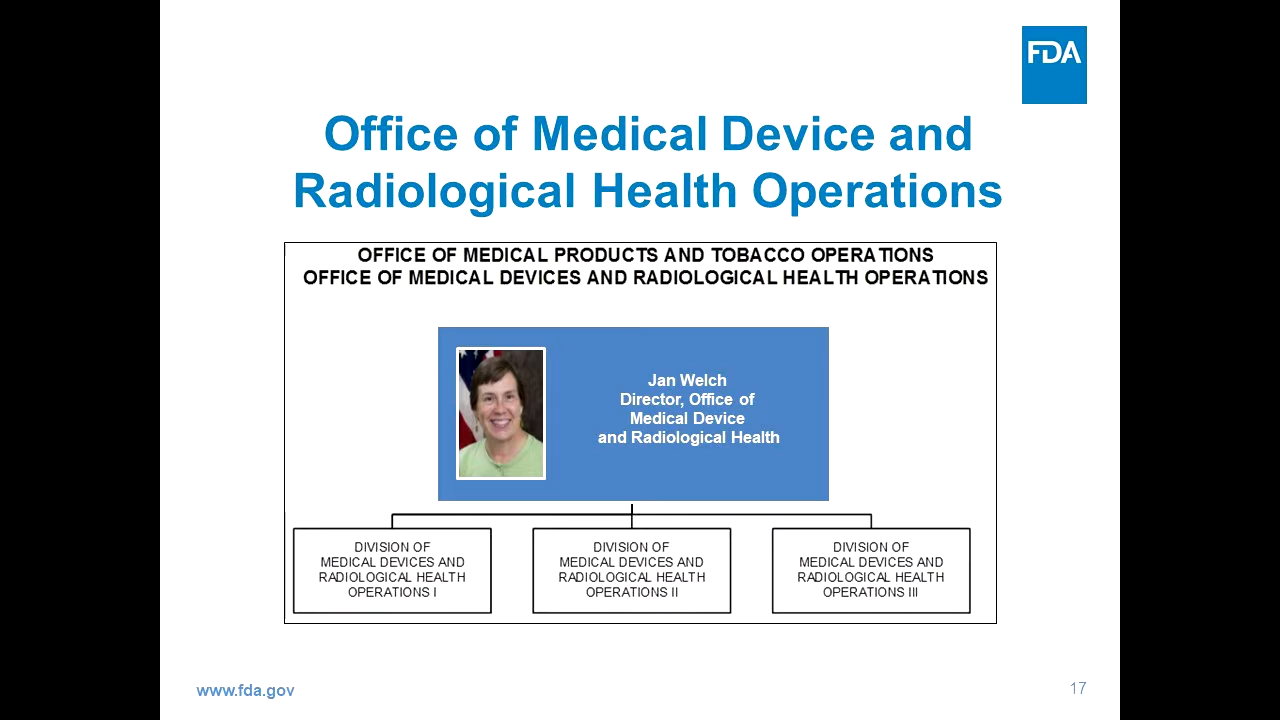 FDA
Office of Medical Device and
Radiological Health Operations
OFFICE OF MEDICAL PRODUCTS AND TOBACCO OPERATIONS
OFFICE OF MEDICAL DEVICES AND RADIOLOGICAL HEALTH OPERATIONS
Jan Welch
Director, Office of
Medical Device
and Radiological Health
DIVISION OF
MEDICAL DEVICES AND
RADIOLOGICAL HEALTH
OPERATIONS I
DIVISION OF
MEDICAL DEVICES AND
RADIOLOGICAL HEALTH
OPERATIONS II
DIVISION OF
MEDICAL DEVICES AND
RADIOLOGICAL HEALTH
OPERATIONS III
www.fda.gov
17